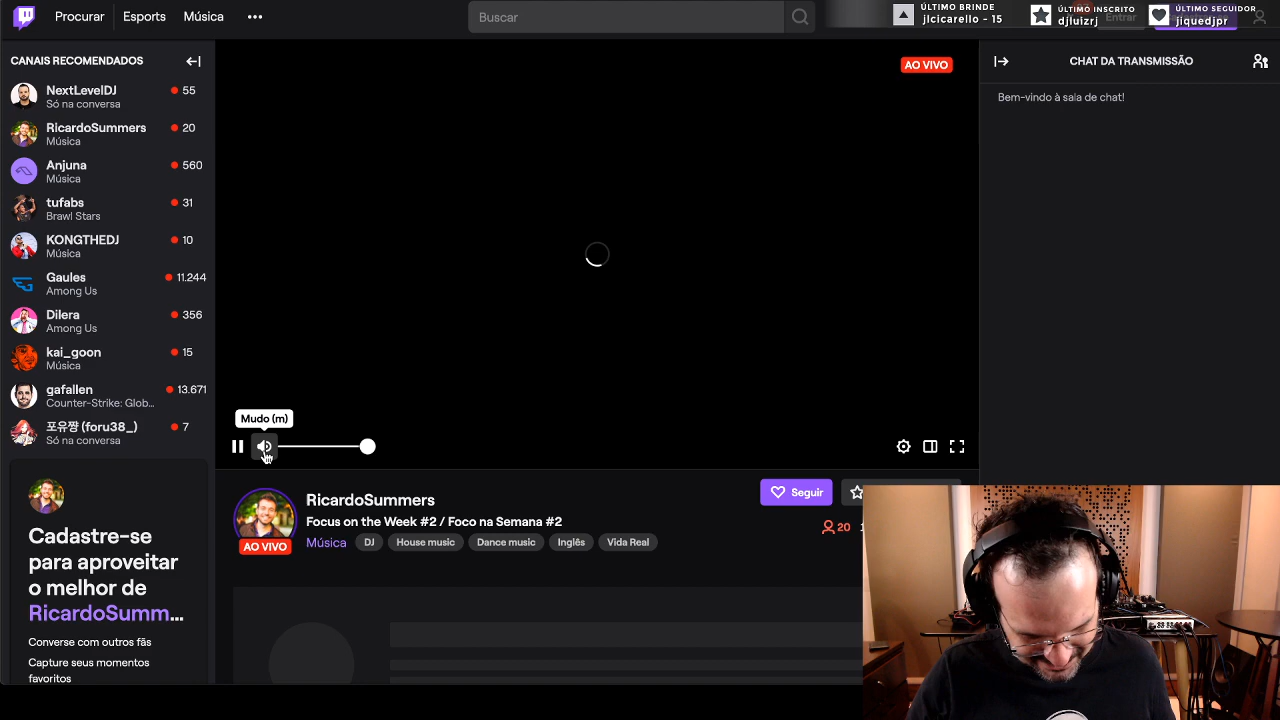 Procurar
Esports
Música
Buscar
ÚLTIMO BRINDE
jlcicarello - 15
ÚLTIMO INSCRITO
djluizrj
ÚLTIMO SEGUIDOR
jiquedjpr
Entrar
CANAIS RECOMENDADOS
NextLevelDJ
55
Só na conversa
RicardoSummers
20
Música
Anjuna
560
Música
tufabs
31
Brawl Stars
KONGTHEDJ
10
Música
Gaules
11.244
Among Us
Dilera
356
Among Us
kai_goon
15
Música
gafallen
13.671
Counter-Strike: Glob...
포유쨩 (foru38_)
7
Só na conversa
Cadastre-se
para aproveitar
o melhor de
RicardoSumm...
Converse com outros fãs
Capture seus momentos
favoritos
AO VIVO
Mudo (m)
RicardoSummers
Focus on the Week #2 / Foco na Semana #2
Música
DJ
House music
Dance music
Inglês
Vida Real
AO VIVO
Seguir
20
CHAT DA TRANSMISSÃO
Bem-vindo à sala de chat!